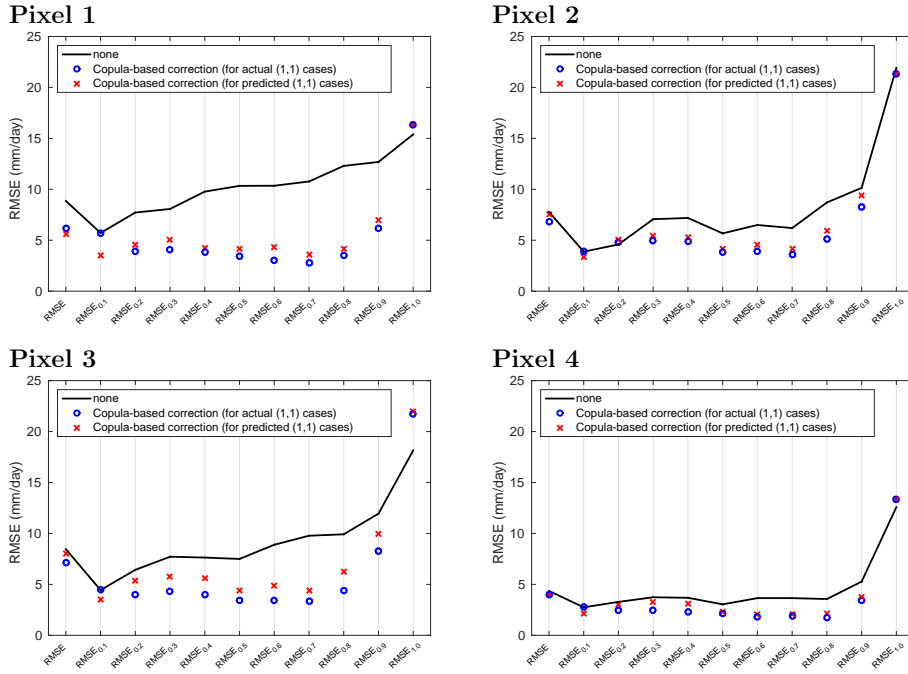 Pixel 1
none
Copula-based correction (for actual (1,1) cases)
Copula-based correction (for predicted (1,1) cases)
RMSE (mm/day)
25
20
15
10
5
0
RMSE
RMSE0.1
RMSE0.2
RMSE0.3
RMSE0.4
RMSE0.5
RMSE0.6
RMSE0.7
RMSE0.8
RMSE0.9
RMSE1.0
Pixel 2
none
Copula-based correction (for actual (1,1) cases)
Copula-based correction (for predicted (1,1) cases)
RMSE (mm/day)
25
20
15
10
5
0
RMSE
RMSE0.1
RMSE0.2
RMSE0.3
RMSE0.4
RMSE0.5
RMSE0.6
RMSE0.7
RMSE0.8
RMSE0.9
RMSE1.0
Pixel 3
none
Copula-based correction (for actual (1,1) cases)
Copula-based correction (for predicted (1,1) cases)
RMSE (mm/day)
25
20
15
10
5
0
RMSE
RMSE0.1
RMSE0.2
RMSE0.3
RMSE0.4
RMSE0.5
RMSE0.6
RMSE0.7
RMSE0.8
RMSE0.9
RMSE1.0
Pixel 4
none
Copula-based correction (for actual (1,1) cases)
Copula-based correction (for predicted (1,1) cases)
RMSE (mm/day)
25
20
15
10
5
0
RMSE
RMSE0.1
RMSE0.2
RMSE0.3
RMSE0.4
RMSE0.5
RMSE0.6
RMSE0.7
RMSE0.8
RMSE0.9
RMSE1.0